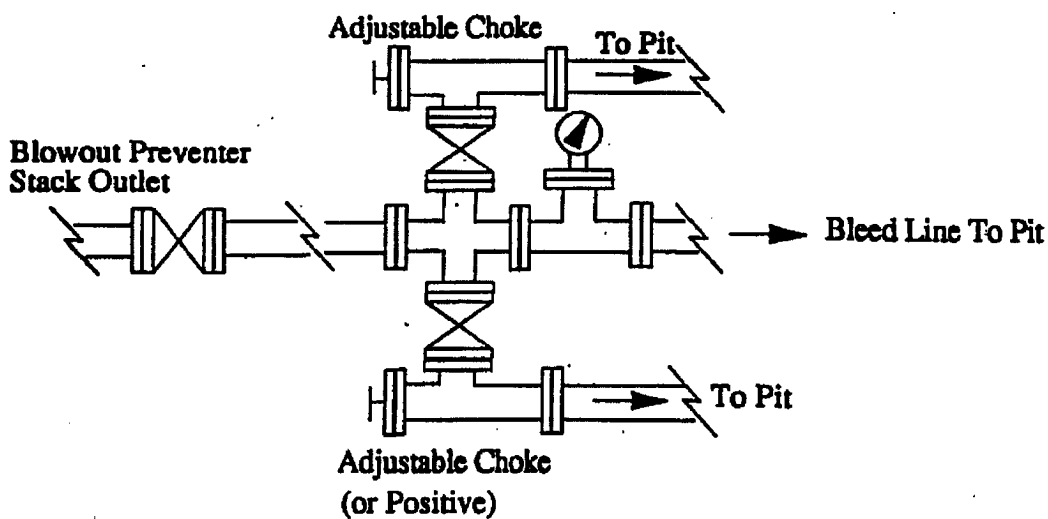 Adjustable Choke
To Pit
Blowout Preventer
Stack Outlet
Bleed Line To Pit
To Pit
Adjustable Choke
(or Positive)